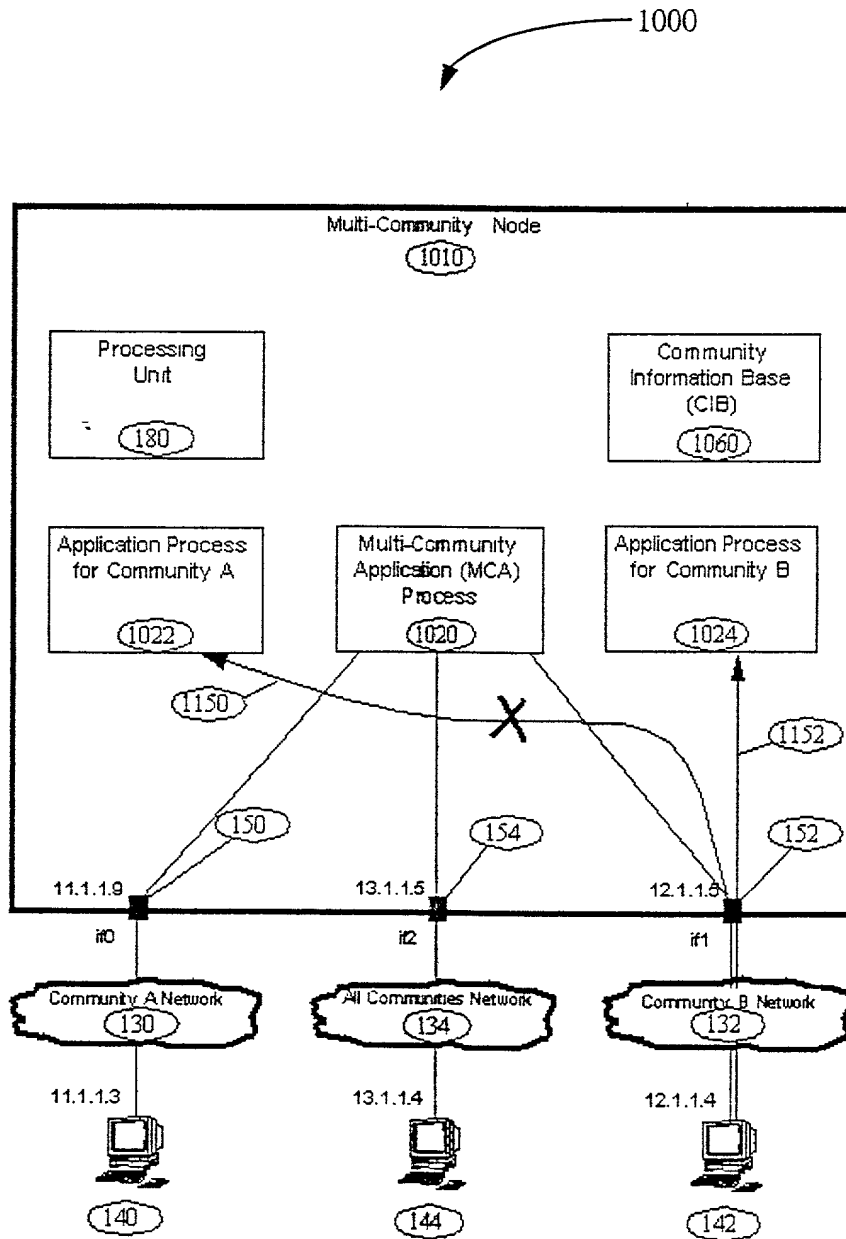 1000
Multi-Community Node
1010
Processing
Unit
180
Community
Information Base
(CIB)
1060
Application Process
for Community A
1022
Multi-Community
Application (MCA)
Process
1020
Application Process
for Community B
1024
1150
1152
150
154
152
11.1.1.9
13.1.1.5
12.1.1.5
if0
if2
if1
Community A Network
130
All Communities Network
134
Community B Network
132
11.1.1.3
13.1.1.4
12.1.1.4
140
144
142